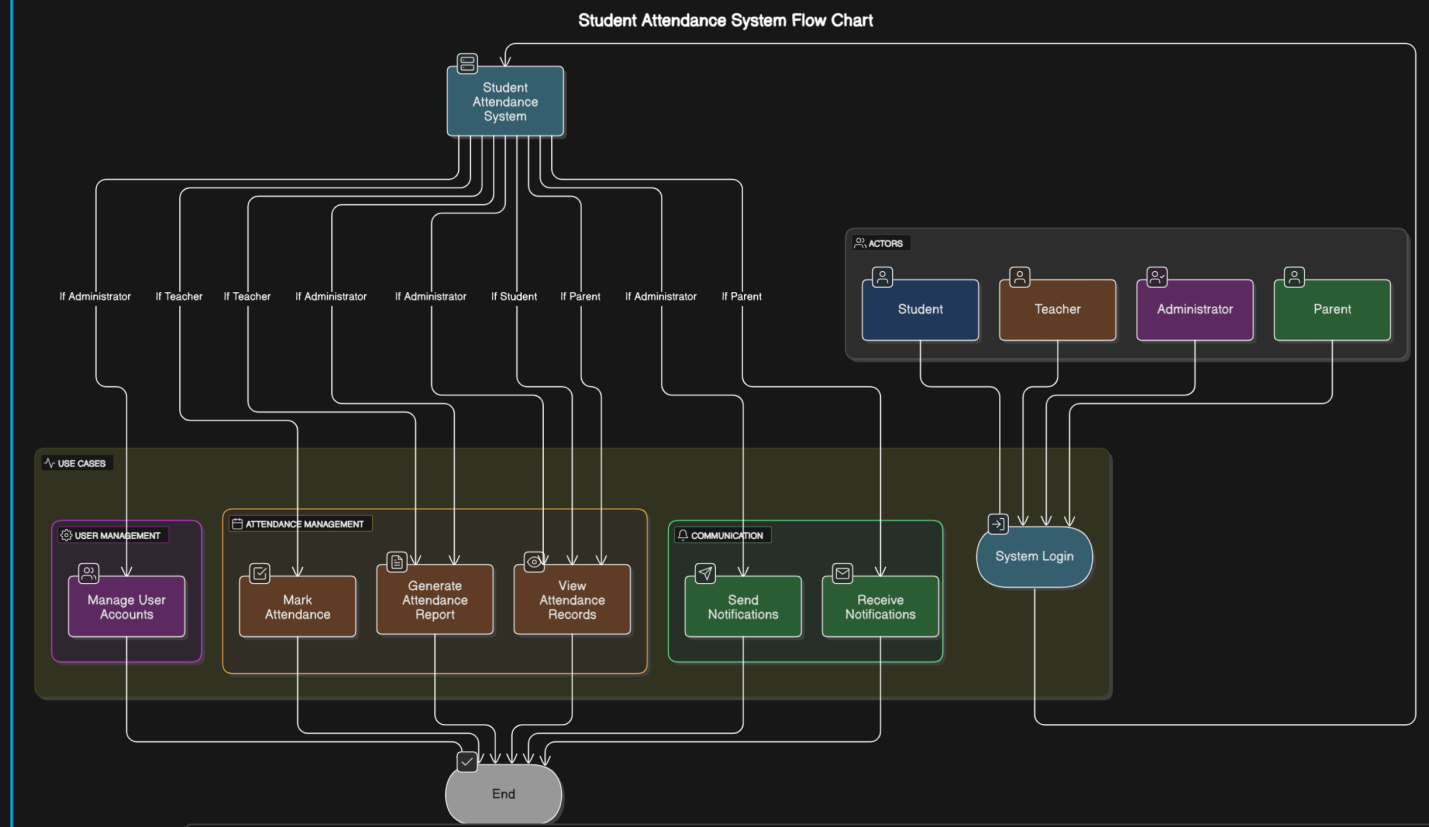 Student Attendance System Flow Chart
Student
Attendance
System
ACTORS
Student
Teacher
Administrator
Parent
If Administrator
If Teacher
If Teacher
If Administrator
If Administrator
If Student
If Parent
If Administrator
If Parent
USE CASES
USER MANAGEMENT
Manage User
Accounts
ATTENDANCE MANAGEMENT
Mark
Attendance
Generate
Attendance
Report
View
Attendance
Records
COMMUNICATION
Send
Notifications
Receive
Notifications
System Login
End